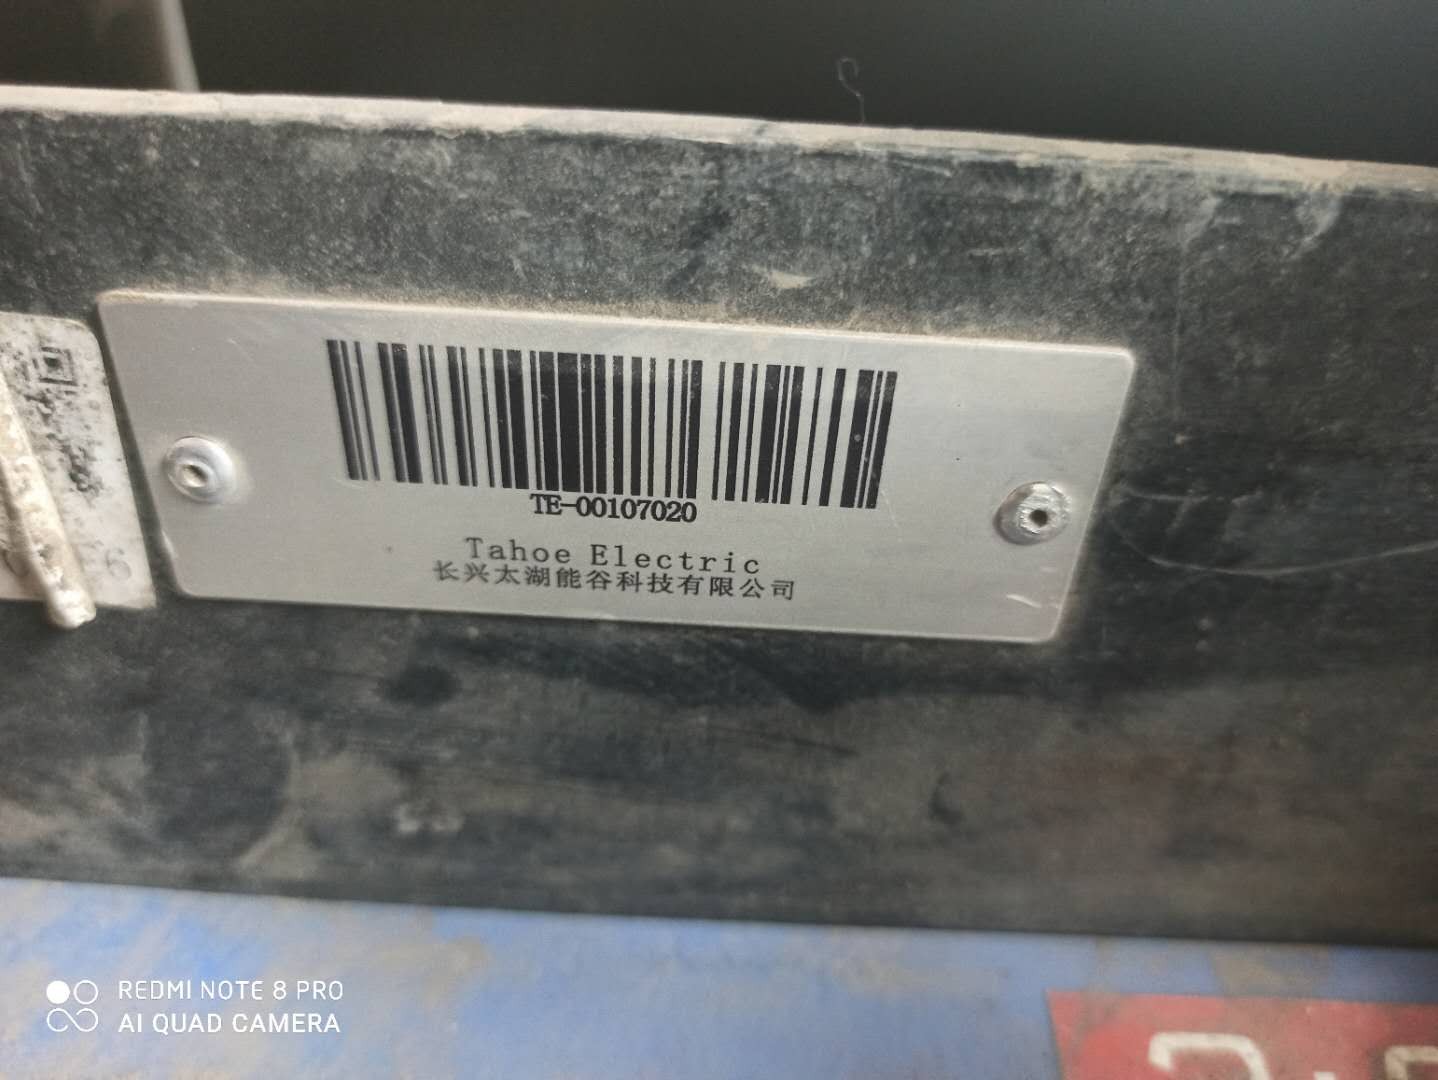 TE-00107020
Tahoe Electric
长兴太湖能谷科技有限公司
6
REDMI NOTE 8 PRO
AI QUAD CAMERA